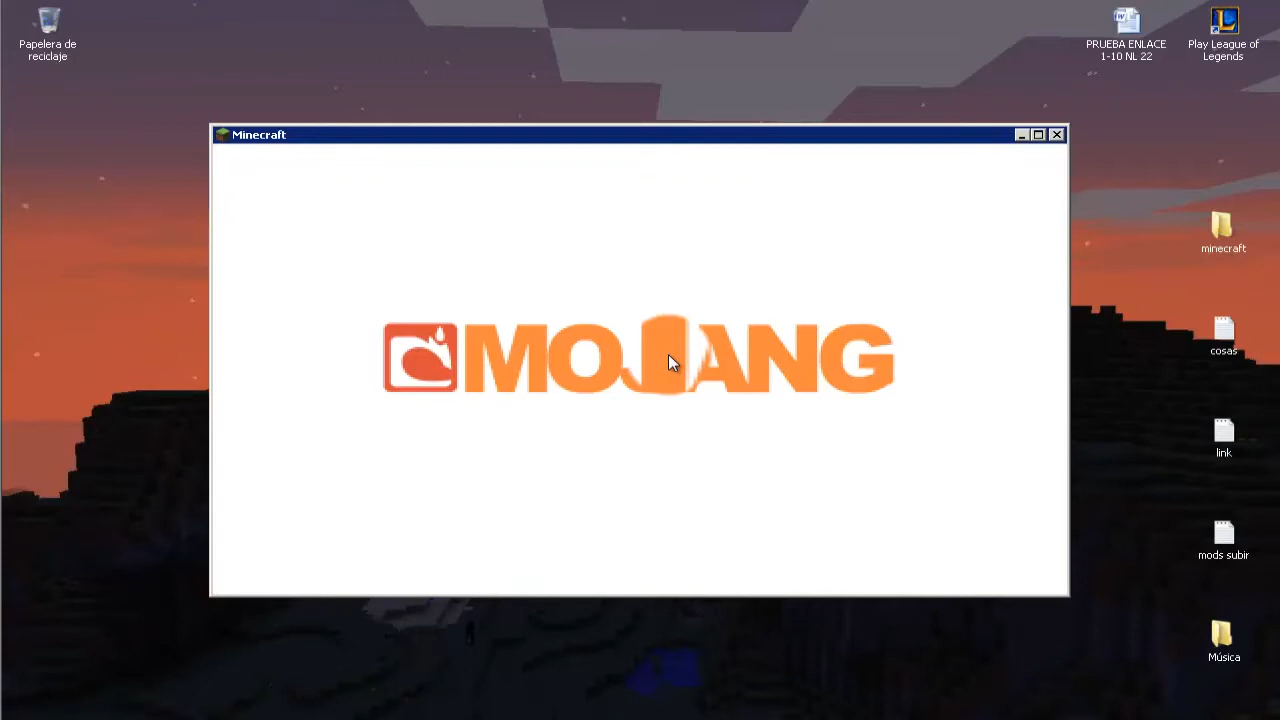 Papelera de
reciclaje
PRUEBA ENLACE
1-10 NL 22
Play League of
Legends
Minecraft
minecraft
MOJANG
cosas
link
mods subir
Música